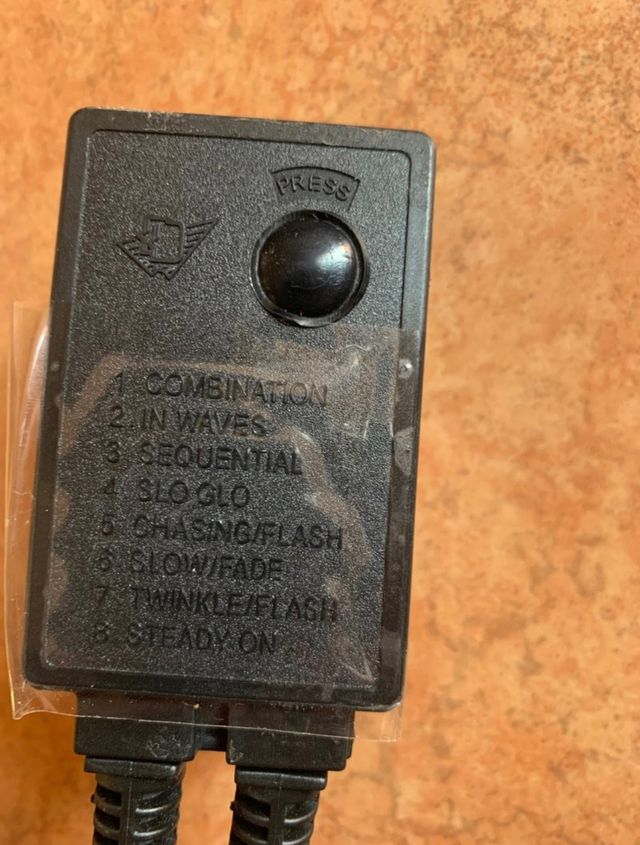 PRESS
1 COMBINATION
2. IN WAVES
3 SEQUENTIAL
4 SLO GLO
5 CHASING/FLASH
6 SLOW/FADE
7 TWINKLE/FLASH
8 STEADY ON